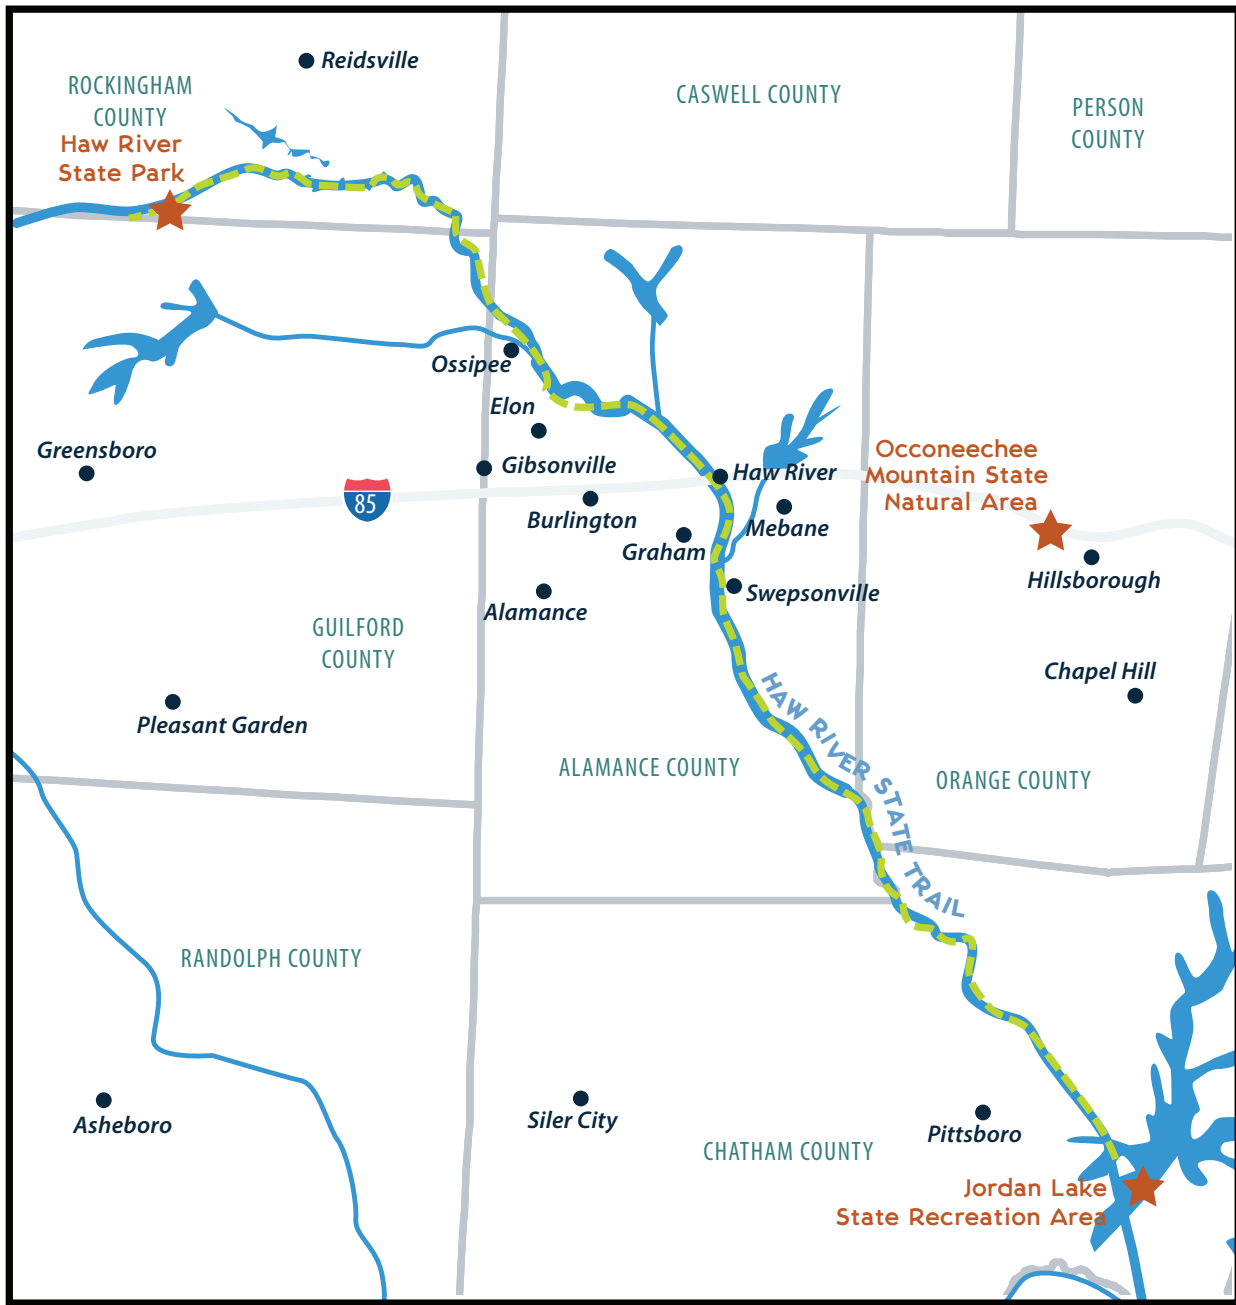 Reidsville
ROCKINGHAM
COUNTY
CASWELL COUNTY
PERSON
COUNTY
Haw River
State Park
Ossipee
Elon
Greensboro
Gibsonville
Haw River
Occoneechee
Mountain State
Natural Area
85
Burlington
Mebane
Graham
Hillsborough
Swepsonville
Alamance
GUILFORD
COUNTY
Chapel Hill
Pleasant Garden
HAW RIVER STATE TRAIL
ALAMANCE COUNTY
ORANGE COUNTY
RANDOLPH COUNTY
Asheboro
Siler City
Pittsboro
CHATHAM COUNTY
Jordan Lake
State Recreation Area